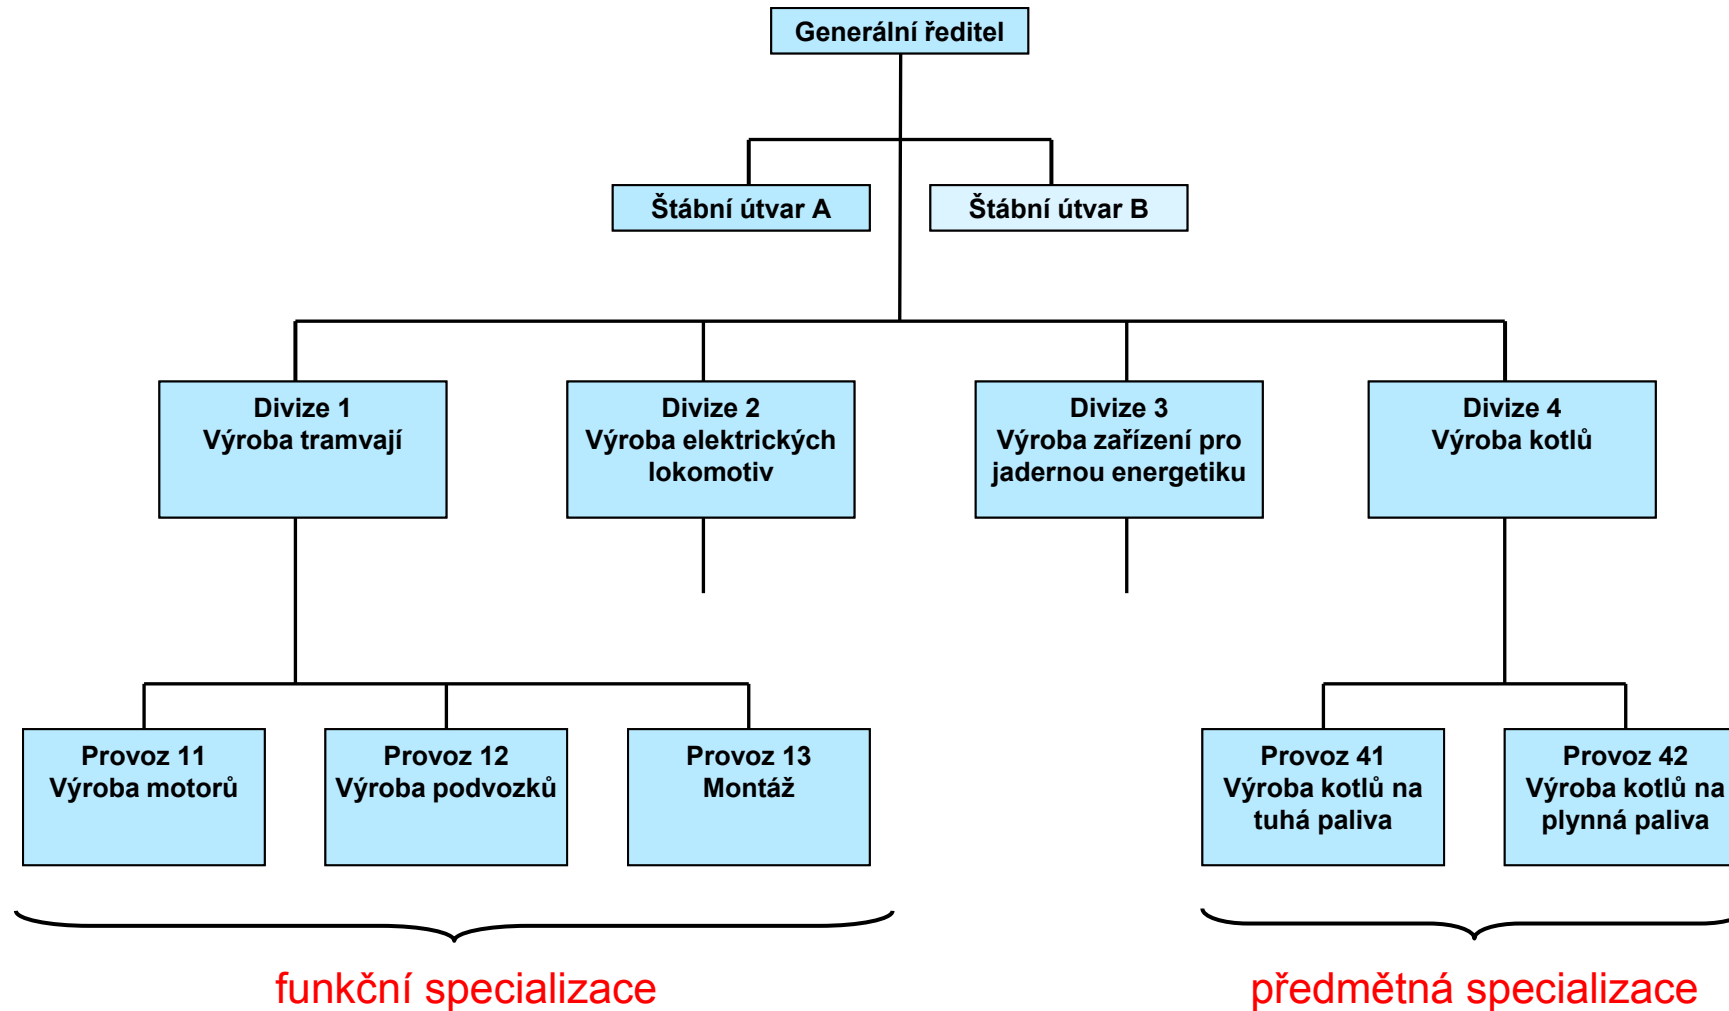 Generální ředitel
Štábní útvar A
Štábní útvar B
Divize 1
Výroba tramvají
Divize 2
Výroba elektrických
lokomotiv
Divize 3
Výroba zařízení pro
jadernou energetiku
Divize 4
Výroba kotlů
Provoz 11
Výroba motorů
Provoz 12
Výroba podvozků
Provoz 13
Montáž
Provoz 41
Výroba kotlů na
tuhá paliva
Provoz 42
Výroba kotlů na
plynná paliva
funkční specializace
předmětná specializace